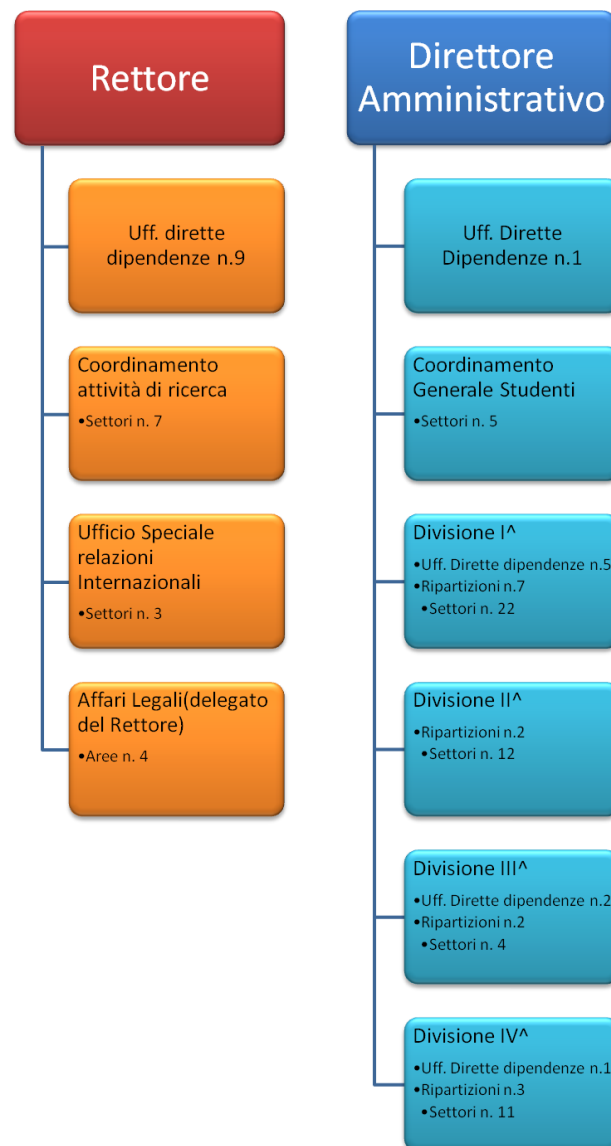 Rettore
Uff. dirette
dipendenze n.9
Coordinamento
attività di ricerca
•Settori n. 7
Ufficio Speciale
relazioni
Internazionali
•Settori n. 3
Affari Legali(delegato
del Rettore)
•Aree n. 4
Direttore
Amministrativo
Uff. Dirette
Dipendenze n.1
Coordinamento
Generale Studenti
•Settori n. 5
Divisione I^
•Uff. Dirette dipendenze n.5
•Ripartizioni n.7
•Settori n. 22
Divisione II^
•Ripartizioni n.2
•Settori n. 12
Divisione III^
•Uff. Dirette dipendenze n.2
•Ripartizioni n.2
•Settori n. 4
Divisione IV^
•Uff. Dirette dipendenze n.1
•Ripartizioni n.3
•Settori n. 11